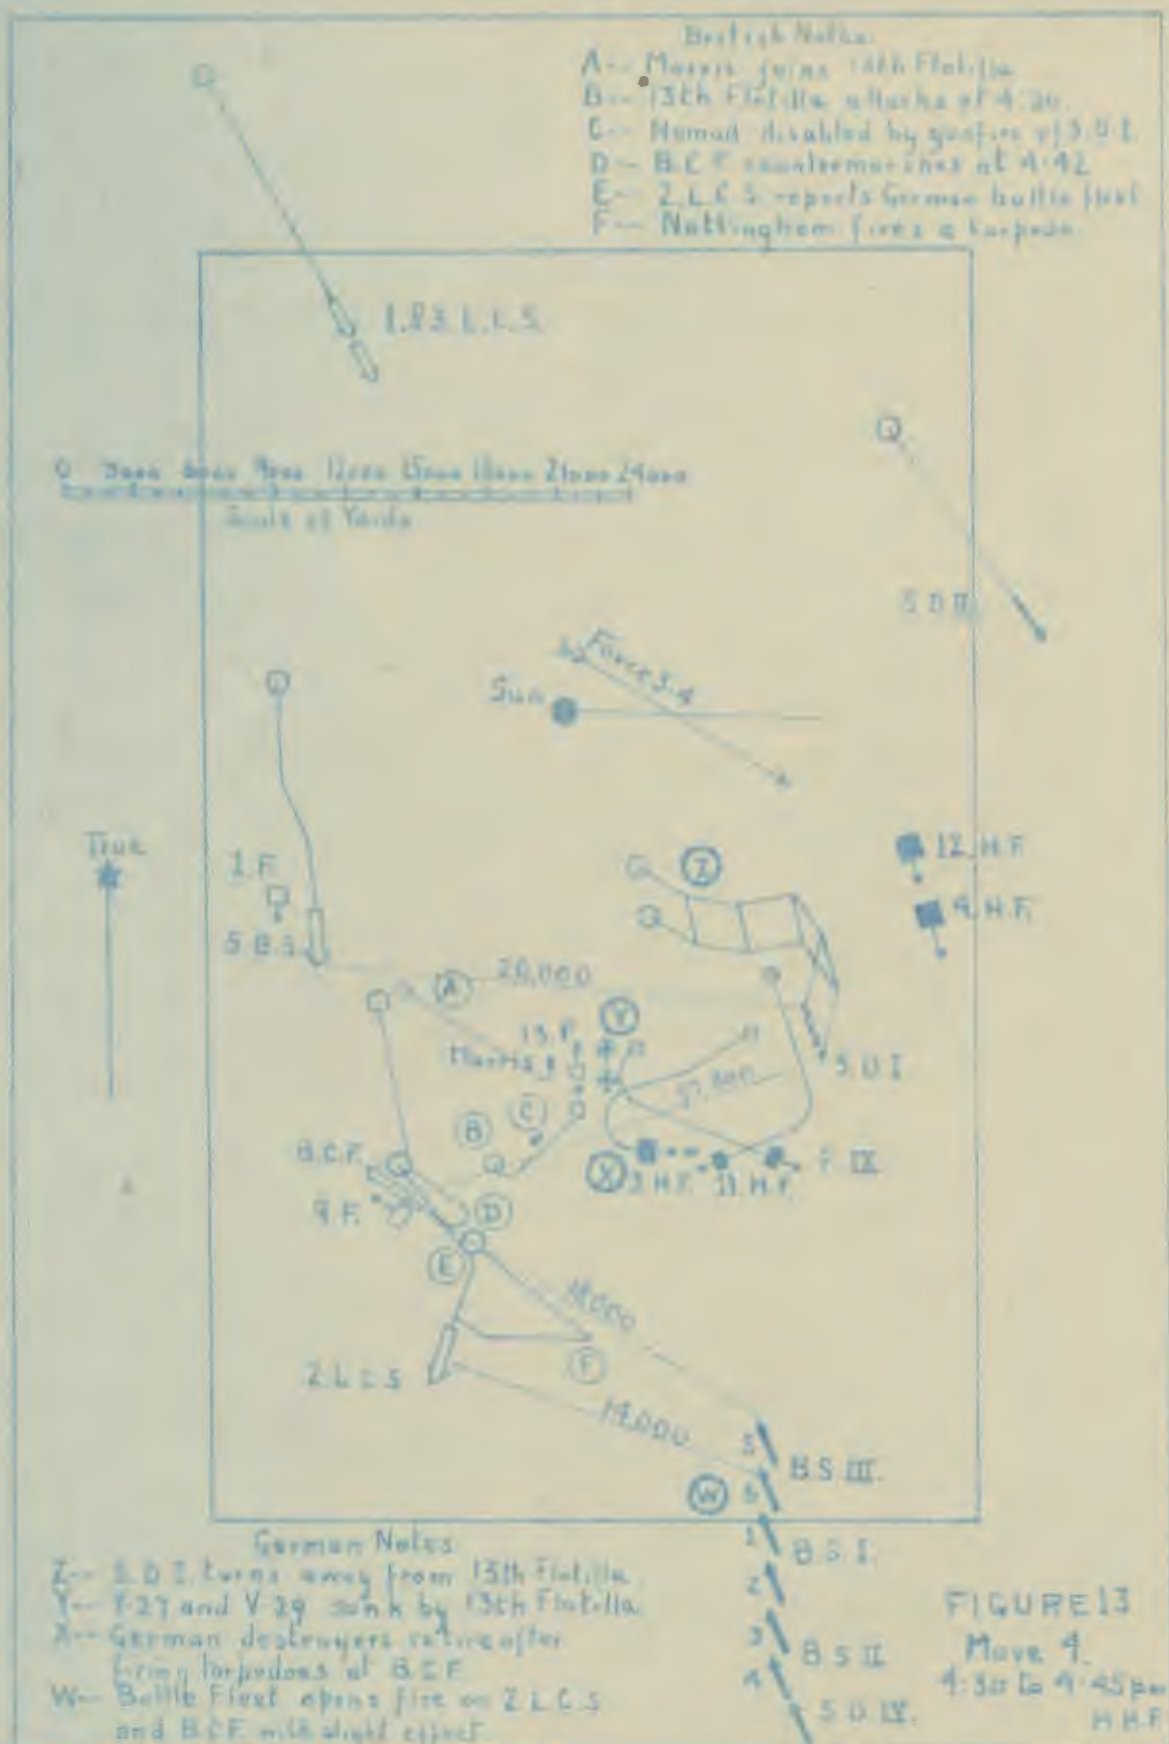 British Notes
A-- Moresby joins 13th Flotilla
B-- 13th Flotilla attacks at 4:20
C-- Nomad disabled by gunfire of S.D.I.
D-- B.C.F. countermarches at 4:42
E-- 2.L.C.S. reports German battle fleet
F-- Nottingham fires a torpedo.
1.&3.L.C.S.
0 3000 6000 9000 12000 15000 18000 21000 24000
Scale of Yards
S.D.II.
Force 3-4
Sun
True
12.H.F.
9.H.F.
1.F.
Z
5.B.S.
A
20,000
Y
13.F.
S.D.I.
C
B
B.C.F.
X
3.H.F.
11.H.F.
F.IX.
9.F.
D
E
18,000
F
2.L.C.S
19,000
5
B.S.III.
W
6
1
B.S.I.
2
3
B.S.II
4
S.D.IV.
German Notes
Z-- S.D.I. turns away from 13th Flotilla.
Y-- V-27 and V-29 sunk by 13th Flotilla
X-- German destroyers retire after
firing torpedoes at B.C.F.
W-- Battle Fleet opens fire on 2.L.C.S
and B.C.F. with slight effect.
FIGURE 13
Move 4.
4:30 to 4:45 pm
H.H.F.